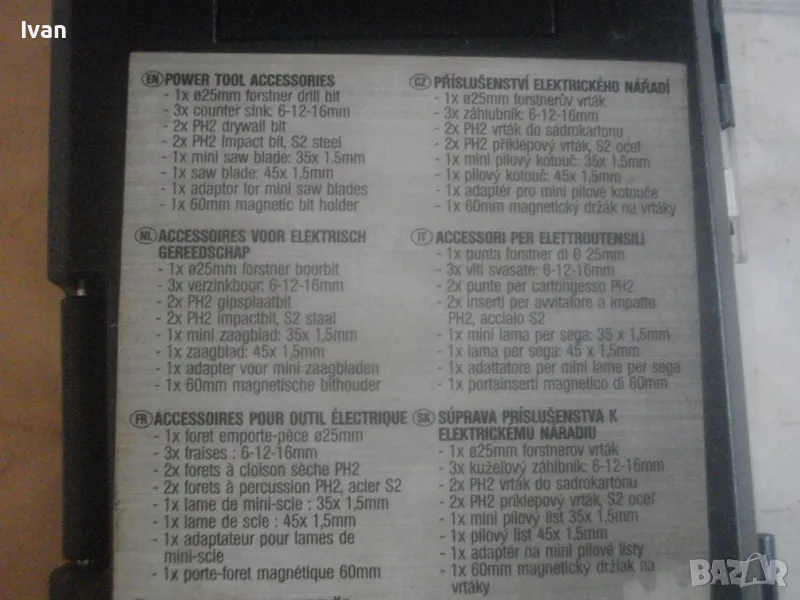 Ivan
EN POWER TOOL ACCESSORIES
- 1x ø25mm forstner drill bit
- 3x counter sink: 6-12-16mm
- 2x PH2 drywall bit
- 2x PH2 Impact bit, S2 steel
- 1x mini saw blade: 35x 1.5mm
- 1x saw blade: 45x 1.5mm
- 1x adaptor for mini saw blades
- 1x 60mm magnetic bit holder
NL ACCESSOIRES VOOR ELEKTRISCH
GEREEDSCHAP
- 1x ø25mm forstner boorbit
- 3x verzinkboor: 6-12-16mm
- 2x PH2 gipsplaatbit
- 2x PH2 impactbit, S2 staal
- 1x mini zaagblad: 35x 1,5mm
- 1x zaagblad: 45x 1,5mm
- 1x adapter voor mini zaagbladen
- 1x 60mm magnetische bithouder
FR ACCESSOIRES POUR OUTIL ÉLECTRIQUE
- 1x foret emporte-pèce ø25mm
- 3x fraises : 6-12-16mm
- 2x forets à cloison sèche PH2
- 2x forets à percussion PH2, acier S2
- 1x lame de mini-scie : 35x 1,5mm
- 1x lame de scie : 45x 1,5mm
- 1x adaptateur pour lames de
mini-scie
- 1x porte-foret magnétique 60mm
CZ PŘÍSLUŠENSTVÍ ELEKTRICKÉHO NÁŘADÍ
- 1x ø25mm forstnerův vrták
- 3x záhlubník: 6-12-16mm
- 2x PH2 vrták do sádrokartonu
- 2x PH2 příklepový vrták, S2 ocel
- 1x mini pilový kotouč: 35x 1,5mm
- 1x pilový kotouč: 45x 1,5mm
- 1x adaptér pro mini pilové kotouče
- 1x 60mm magnetický držák na vrtáky
IT ACCESSORI PER ELETTROUTENSILI
- 1x punta forstner di Ø 25mm
- 3x viti svasate: 6-12-16mm
- 2x punte per cartongesso PH2
- 2x inserti per avvitatore a impatto
PH2, acciaio S2
- 1x mini lama per sega: 35 x 1,5mm
- 1x lama per sega: 45 x 1,5mm
- 1x adattatore per mini lame per sega
- 1x portainserti magnetico di 60mm
SK SÚPRAVA PRÍSLUŠENSTVA K
ELEKTRICKÉMU NÁRADIU
- 1x ø25mm forstnerov vrták
- 3x kužeľový záhlbník: 6-12-16mm
- 2x PH2 vrták do sadrokartónu
- 2x PH2 príklepový vrták, S2 oceľ
- 1x mini pílový list 35x 1,5mm
- 1x pílový list 45x 1,5mm
- 1x adaptér na mini pílové listy
- 1x 60mm magnetický držiak na
vrtáky
BAZAR